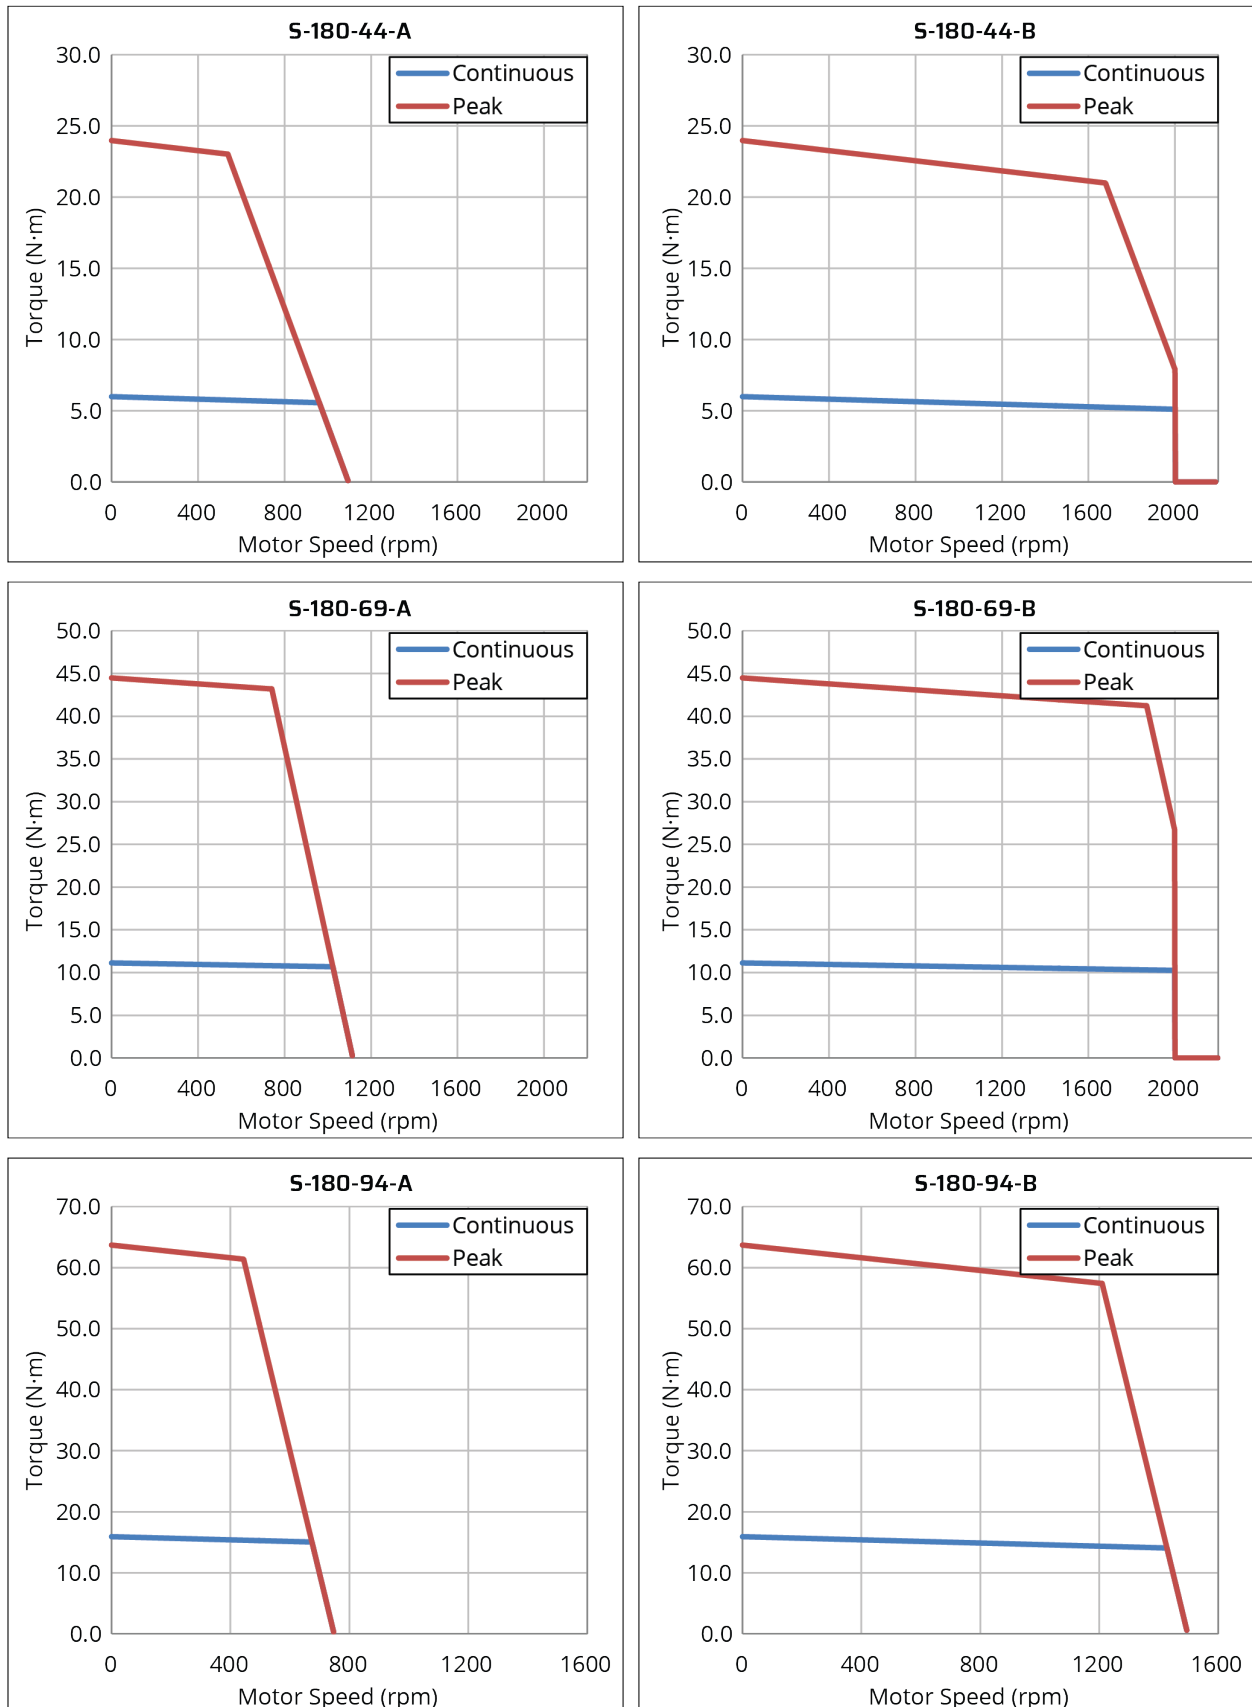 S-180-44-A
30.0
25.0
20.0
15.0
10.0
5.0
0.0
Torque (N·m)
0 400 800 1200 1600 2000
Motor Speed (rpm)
Continuous
Peak
S-180-44-B
30.0
25.0
20.0
15.0
10.0
5.0
0.0
Torque (N·m)
0 400 800 1200 1600 2000
Motor Speed (rpm)
Continuous
Peak
S-180-69-A
50.0
45.0
40.0
35.0
30.0
25.0
20.0
15.0
10.0
5.0
0.0
Torque (N·m)
0 400 800 1200 1600 2000
Motor Speed (rpm)
Continuous
Peak
S-180-69-B
50.0
45.0
40.0
35.0
30.0
25.0
20.0
15.0
10.0
5.0
0.0
Torque (N·m)
0 400 800 1200 1600 2000
Motor Speed (rpm)
Continuous
Peak
S-180-94-A
70.0
60.0
50.0
40.0
30.0
20.0
10.0
0.0
Torque (N·m)
0 400 800 1200 1600
Motor Speed (rpm)
Continuous
Peak
S-180-94-B
70.0
60.0
50.0
40.0
30.0
20.0
10.0
0.0
Torque (N·m)
0 400 800 1200 1600
Motor Speed (rpm)
Continuous
Peak